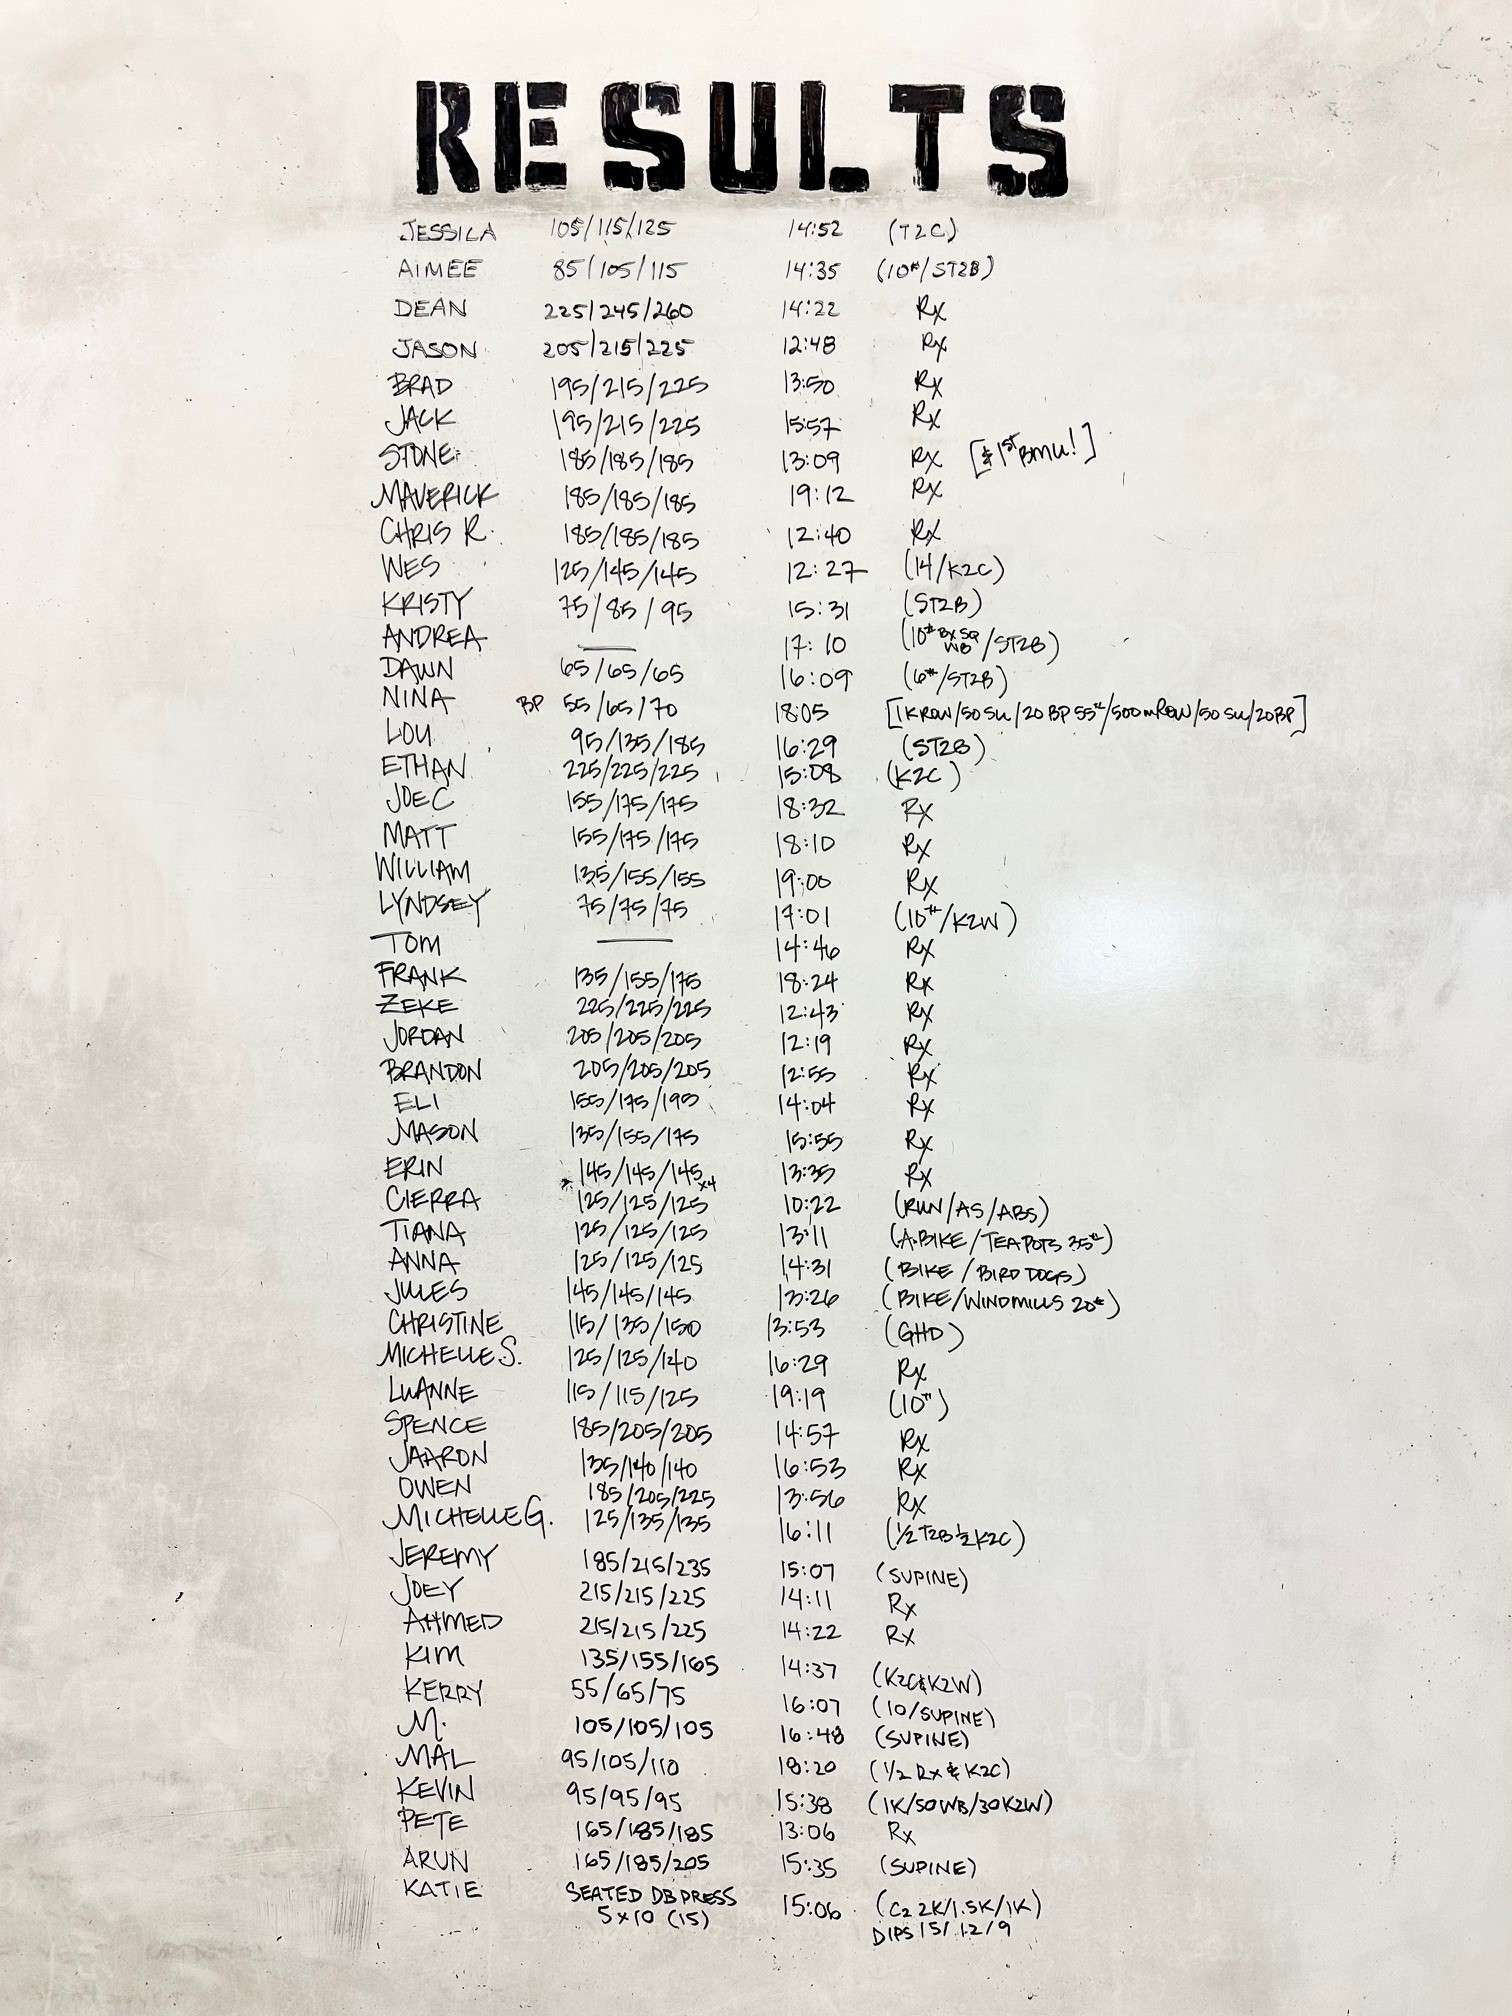 RESULTS
JESSICA 105/115/125 14:52 (T2C)
AIMEE 85/105/115 14:35 (10#/ST2B)
DEAN 225/245/260 14:22 Rx
JASON 205/215/225 12:48 Rx
BRAD 195/215/225 13:50 Rx
JACK 195/215/225 15:57 Rx
STONE 185/185/185 13:09 Rx [& 1ST BMU!]
MAVERICK 185/185/185 19:12 Rx
CHRIS R. 185/185/185 12:40 Rx
WES 125/145/145 12:27 (14/K2C)
KRISTY 75/85/95 15:31 (ST2B)
ANDREA — 17:10 (10# BX SQ WB/ST2B)
DAWN 65/65/65 16:09 (6#/ST2B)
NINA BP 55/65/70 18:05 [1K ROW/50 SU/20 BP 55#/500m ROW/50 SU/20 BP]
LOU 95/135/185 16:29 (ST2B)
ETHAN 225/225/225 15:08 (K2C)
JOE C 155/175/175 18:32 Rx
MATT 155/175/175 18:10 Rx
WILLIAM 135/155/155 19:00 Rx
LYNDSEY 75/75/75 17:01 (10#/K2W)
TOM — 14:46 Rx
FRANK 135/155/175 18:24 Rx
ZEKE 225/225/225 12:43 Rx
JORDAN 205/205/205 12:19 Rx
BRANDON 205/205/205 12:55 Rx
ELI 155/175/195 14:04 Rx
MASON 135/155/175 15:55 Rx
ERIN * 145/145/145 x4 13:35 Rx
CIERRA 125/125/125 10:22 (RUN/AS/ABS)
TIANA 125/125/125 13:11 (A.BIKE/TEAPOTS 35#)
ANNA 125/125/125 14:31 (BIKE/BIRD DOGS)
JULES 145/145/145 13:26 (BIKE/WINDMILLS 20#)
CHRISTINE 115/135/150 13:53 (GHD)
MICHELLE S. 125/125/140 16:29 Rx
LUANNE 115/115/125 19:19 (10#)
SPENCE 185/205/205 14:57 Rx
JAARON 135/140/140 16:53 Rx
OWEN 185/205/225 13:56 Rx
MICHELLE G. 125/135/135 16:11 (1/2 T2B 1/2 K2C)
JEREMY 185/215/235 15:07 (SUPINE)
JOEY 215/215/225 14:11 Rx
AHMED 215/215/225 14:22 Rx
KIM 135/155/165 14:37 (K2C&K2W)
KERRY 55/65/75 16:07 (10/SUPINE)
M. 105/105/105 16:48 (SUPINE)
MAL 95/105/110 18:20 (1/2 Rx & K2C)
KEVIN 95/95/95 15:38 (1K/50WB/30K2W)
PETE 165/185/185 13:06 Rx
ARUN 165/185/205 15:35 (SUPINE)
KATIE SEATED DB PRESS 15:06 (C2 2K/1.5K/1K)
5x10 (15) DIPS 15/12/9